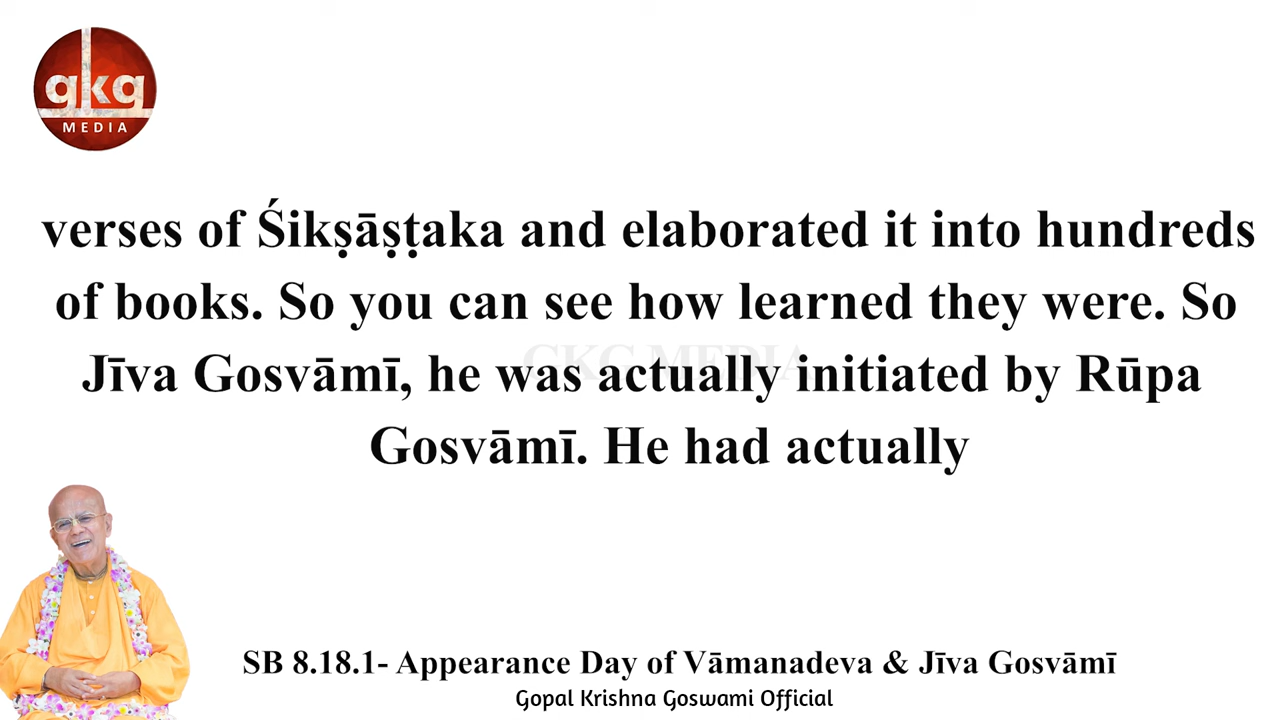 gkg
MEDIA
verses of Śikṣāṣṭaka and elaborated it into hundreds
of books. So you can see how learned they were. So
GKG MEDIA
Jīva Gosvāmī, he was actually initiated by Rūpa
Gosvāmī. He had actually
SB 8.18.1- Appearance Day of Vāmanadeva & Jīva Gosvāmī
Gopal Krishna Goswami Official